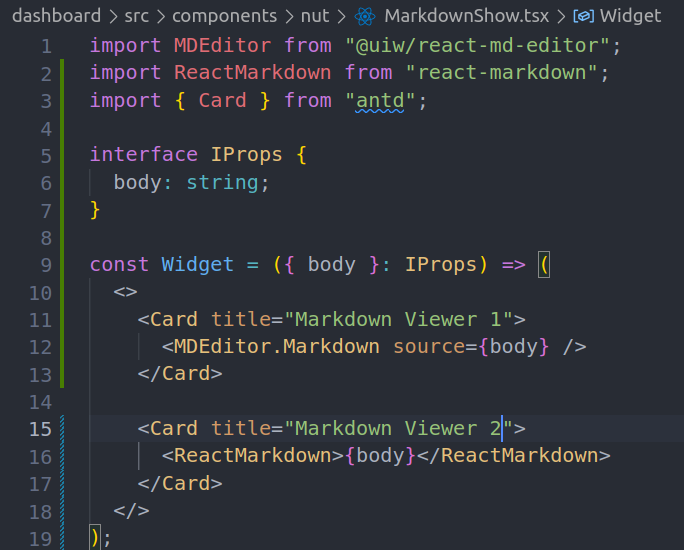 dashboard > src > components > nut > MarkdownShow.tsx > Widget
1 import MDEditor from "@uiw/react-md-editor";
2 import ReactMarkdown from "react-markdown";
3 import { Card } from "antd";
4
5 interface IProps {
6   body: string;
7 }
8
9 const Widget = ({ body }: IProps) => (
10   <>
11     <Card title="Markdown Viewer 1">
12       <MDEditor.Markdown source={body} />
13     </Card>
14
15     <Card title="Markdown Viewer 2">
16       <ReactMarkdown>{body}</ReactMarkdown>
17     </Card>
18   </>
19 );